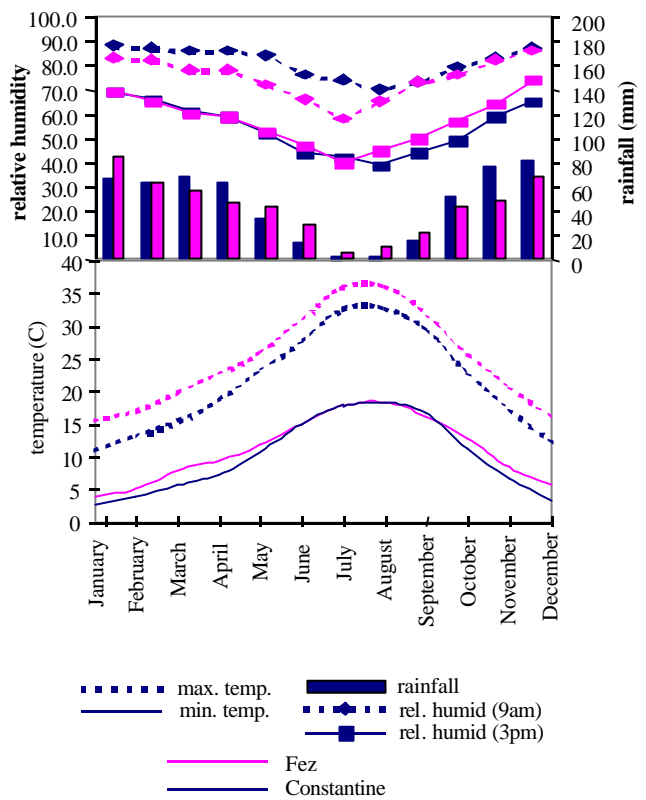 relative humidity
100.0
90.0
80.0
70.0
60.0
50.0
40.0
30.0
20.0
10.0
200
180
160
140
120
100
80
60
40
20
0
rainfall (mm)
temperature (C)
40
35
30
25
20
15
10
5
0
January
February
March
April
May
June
July
August
September
October
November
December
max. temp.
min. temp.
rainfall
rel. humid (9am)
rel. humid (3pm)
Fez
Constantine